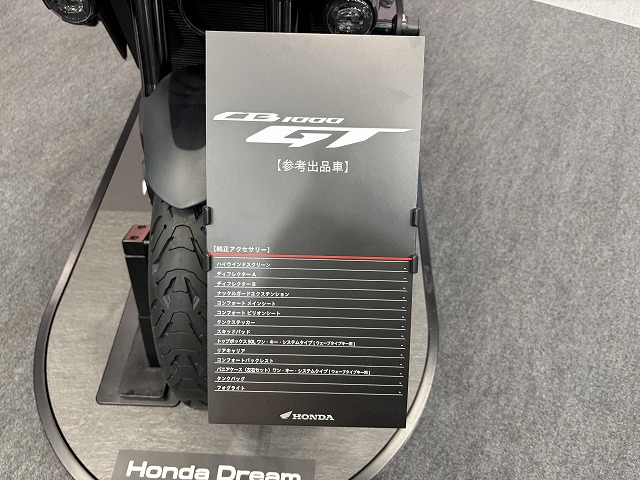 CB1000
GT
【参考出品車】
【純正アクセサリー】
ハイウインドスクリーン
ディフレクター A
ディフレクター B
ナックルガードエクステンション
コンフォート メインシート
コンフォート ピリオンシート
タンクステッカー
スキッドパッド
トップボックス 50L ワン・キー・システムタイプ [ウェーブタイプキー用]
リアキャリア
コンフォートバックレスト
パニアケース（左右セット）ワン・キー・システムタイプ [ウェーブタイプキー用]
タンクバッグ
フォグライト
HONDA
Honda Dream